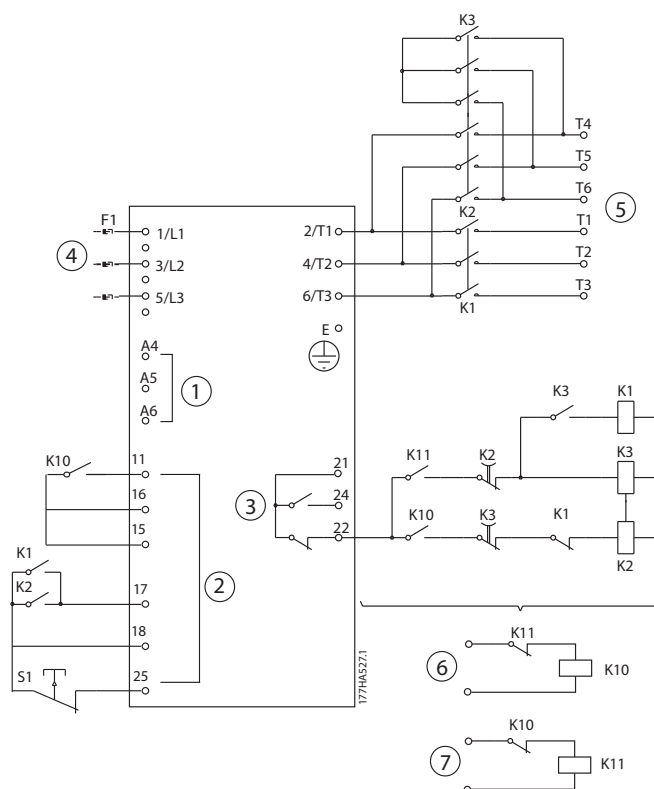 K3
T4
T5
T6
5
K2
T1
T2
T3
K1
F1
4
1/L1
3/L2
5/L3
2/T1
4/T2
6/T3
E
A4
A5
A6
1
K10
11
16
15
K1
K2
17
18
S1
25
2
21
24
22
3
K11
K2
K3
K1
K3
K10
K3
K1
K2
177HA527.1
6
K11
K10
7
K10
K11